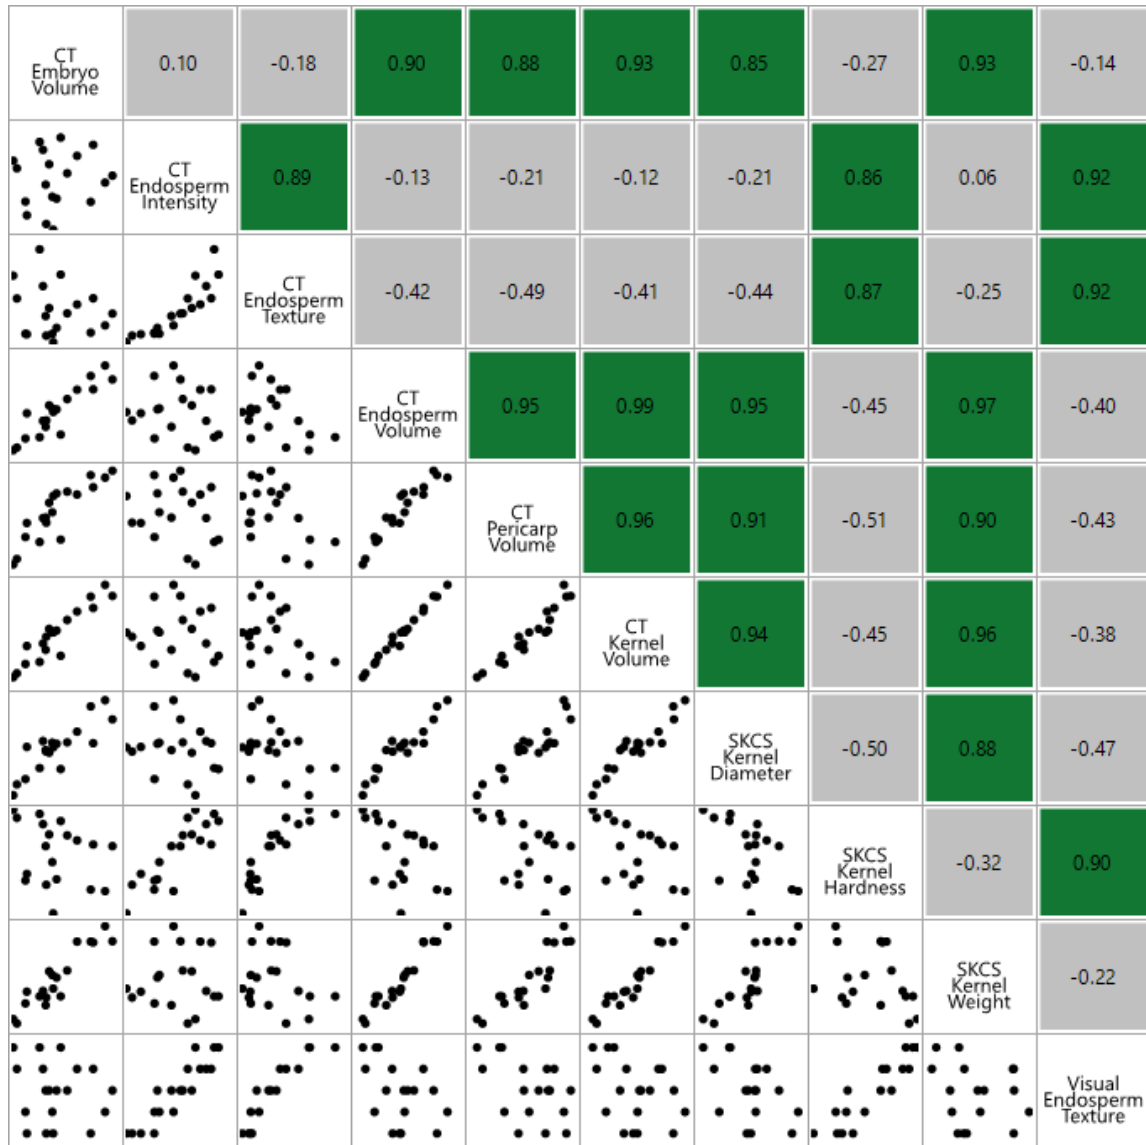 CT
Embryo
Volume
0.10
-0.18
0.90
0.88
0.93
0.85
-0.27
0.93
-0.14
CT
Endosperm
Intensity
0.89
-0.13
-0.21
-0.12
-0.21
0.86
0.06
0.92
CT
Endosperm
Texture
-0.42
-0.49
-0.41
-0.44
0.87
-0.25
0.92
CT
Endosperm
Volume
0.95
0.99
0.95
-0.45
0.97
-0.40
CT
Pericarp
Volume
0.96
0.91
-0.51
0.90
-0.43
CT
Kernel
Volume
0.94
-0.45
0.96
-0.38
SKCS
Kernel
Diameter
-0.50
0.88
-0.47
SKCS
Kernel
Hardness
-0.32
0.90
SKCS
Kernel
Weight
-0.22
Visual
Endosperm
Texture